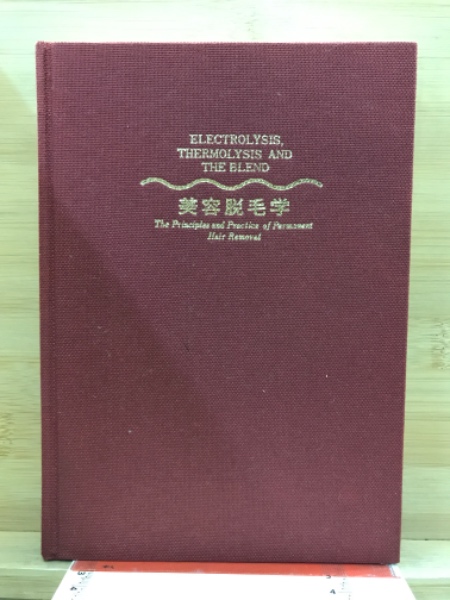 ELECTROLYSIS,
THERMOLYSIS AND
THE BLEND
美容脱毛学
The Principles and Practice of Permanent
Hair Removal